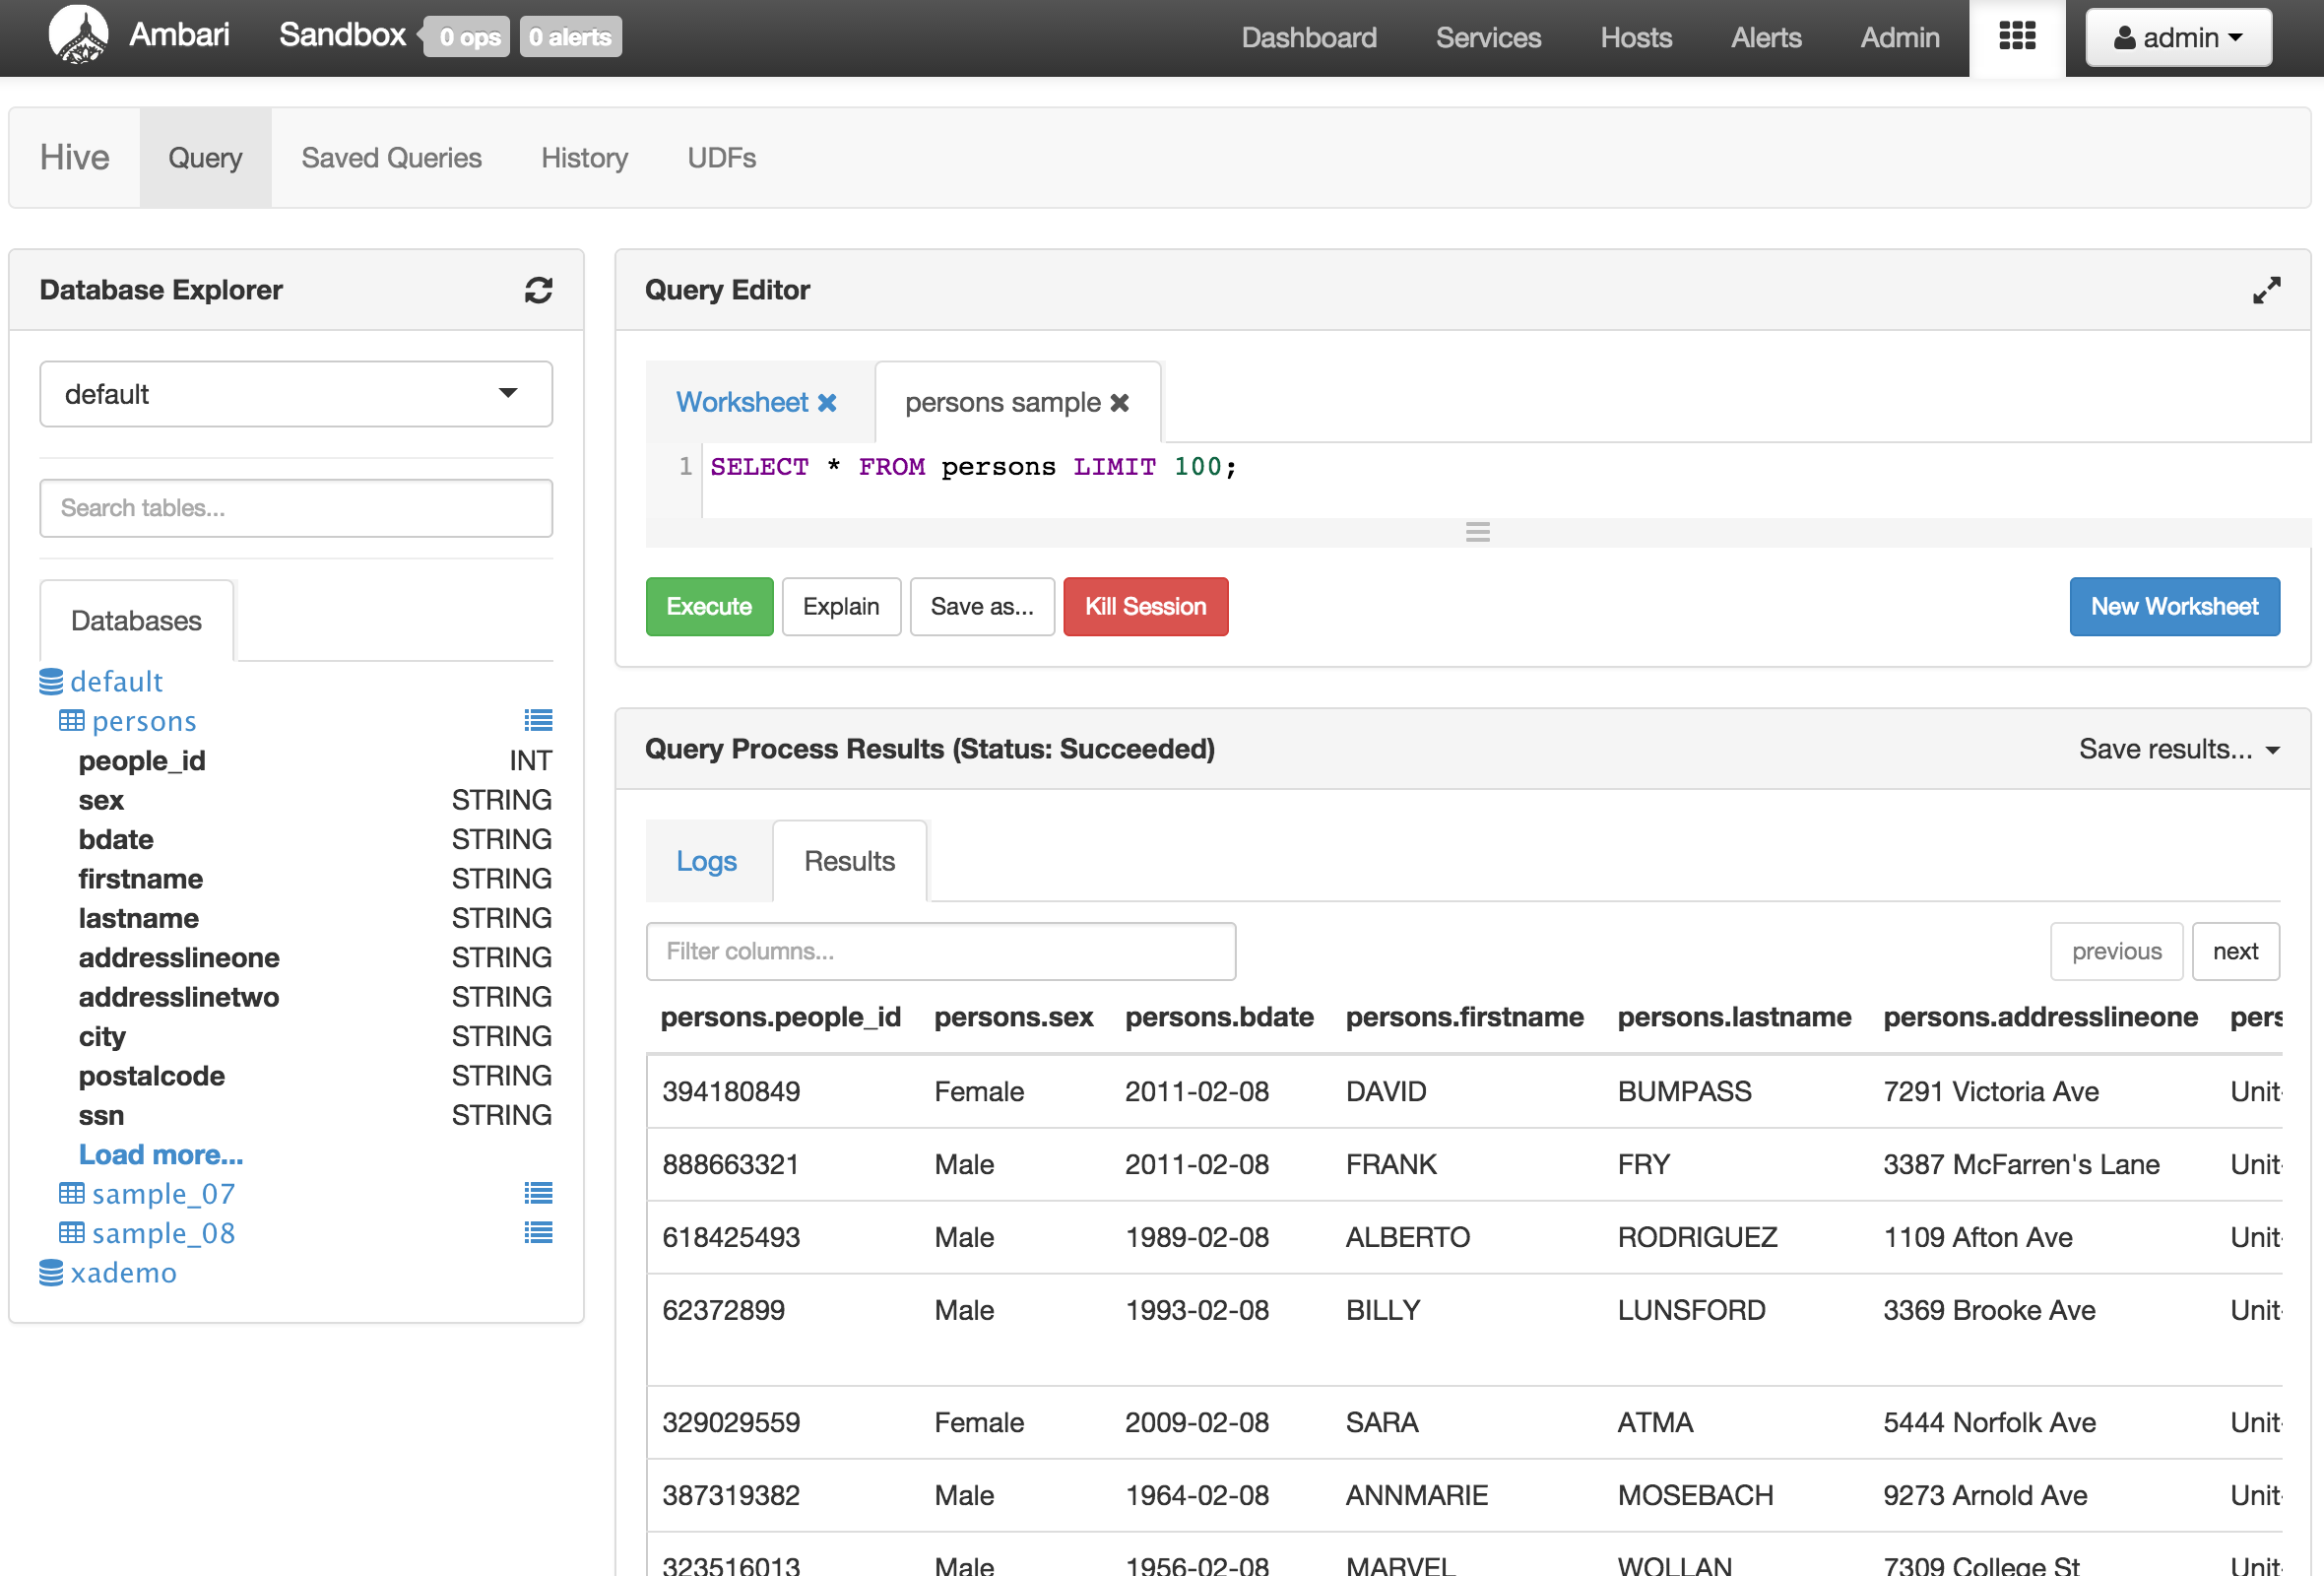 Ambari Sandbox 0 ops 0 alerts Dashboard Services Hosts Alerts Admin admin
Hive Query Saved Queries History UDFs
Database Explorer
default
Search tables...
Databases
default
persons
people_id INT
sex STRING
bdate STRING
firstname STRING
lastname STRING
addresslineone STRING
addresslinetwo STRING
city STRING
postalcode STRING
ssn STRING
Load more...
sample_07
sample_08
xademo
Query Editor
Worksheet persons sample
1 SELECT * FROM persons LIMIT 100;
Execute Explain Save as... Kill Session New Worksheet
Query Process Results (Status: Succeeded) Save results...
Logs Results
Filter columns... previous next
persons.people_id persons.sex persons.bdate persons.firstname persons.lastname persons.addresslineone pers
394180849 Female 2011-02-08 DAVID BUMPASS 7291 Victoria Ave Unit-
888663321 Male 2011-02-08 FRANK FRY 3387 McFarren's Lane Unit-
618425493 Male 1989-02-08 ALBERTO RODRIGUEZ 1109 Afton Ave Unit-
62372899 Male 1993-02-08 BILLY LUNSFORD 3369 Brooke Ave Unit-
329029559 Female 2009-02-08 SARA ATMA 5444 Norfolk Ave Unit-
387319382 Male 1964-02-08 ANNMARIE MOSEBACH 9273 Arnold Ave Unit-
323516013 Male 1956-02-08 MARVEL WOLLAN 7309 College St Unit-